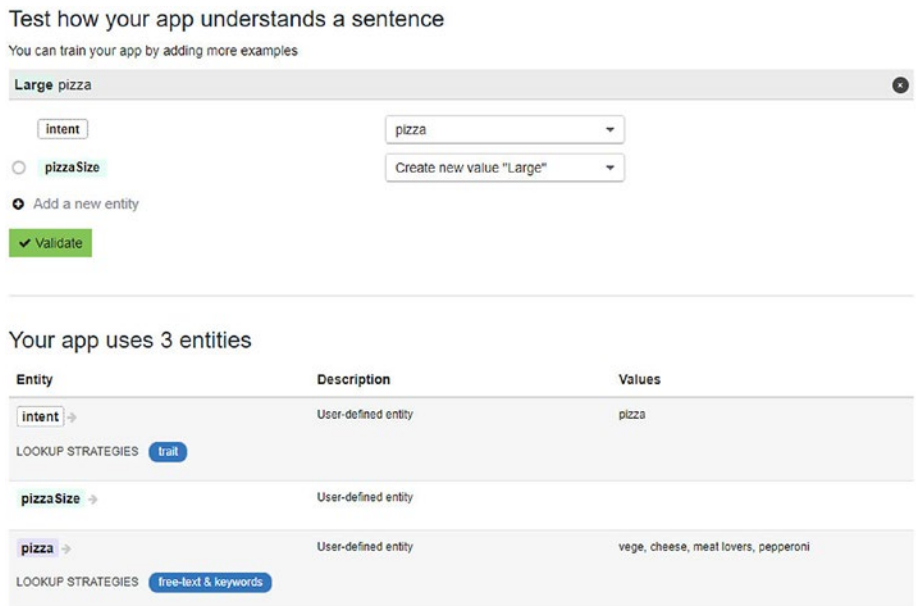 Test how your app understands a sentence
You can train your app by adding more examples
Large pizza
intent pizza
pizzaSize Create new value "Large"
Add a new entity
Validate
Your app uses 3 entities
Entity Description Values
intent User-defined entity pizza
LOOKUP STRATEGIES trait
pizzaSize User-defined entity
pizza User-defined entity vege, cheese, meat lovers, pepperoni
LOOKUP STRATEGIES free-text & keywords